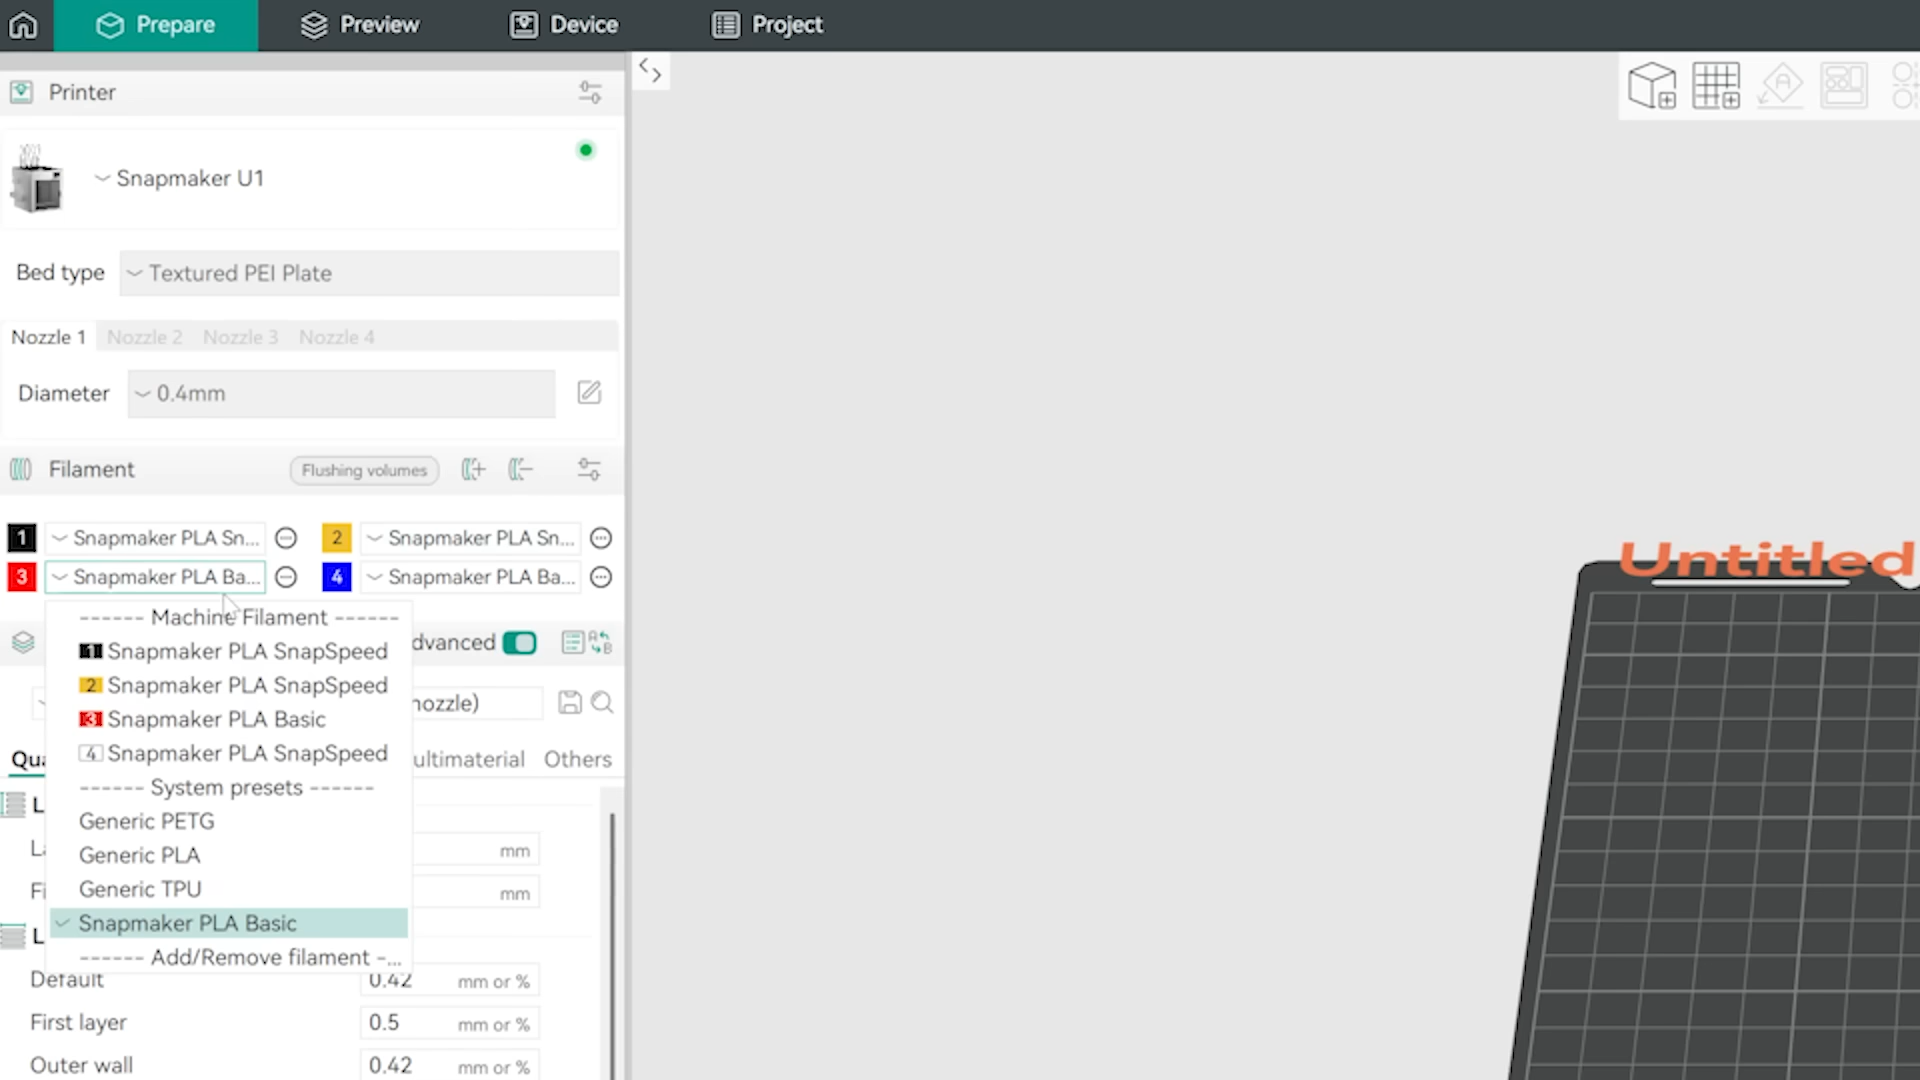 Prepare
Preview
Device
Project
Printer
Snapmaker U1
Bed type
Textured PEI Plate
Nozzle 1
Nozzle 2
Nozzle 3
Nozzle 4
Diameter
0.4mm
Filament
Flushing volumes
1
Snapmaker PLA Sn...
2
Snapmaker PLA Sn...
3
Snapmaker PLA Ba...
4
Snapmaker PLA Ba...
------ Machine Filament ------
1 Snapmaker PLA SnapSpeed
2 Snapmaker PLA SnapSpeed
3 Snapmaker PLA Basic
4 Snapmaker PLA SnapSpeed
------ System presets ------
Generic PETG
Generic PLA
Generic TPU
Snapmaker PLA Basic
------ Add/Remove filament -...
dvanced
nozzle)
Qua
ultimaterial
Others
L
La
mm
Fi
mm
L
Default
0.42
mm or %
First layer
0.5
mm or %
Outer wall
0.42
mm or %
Untitled